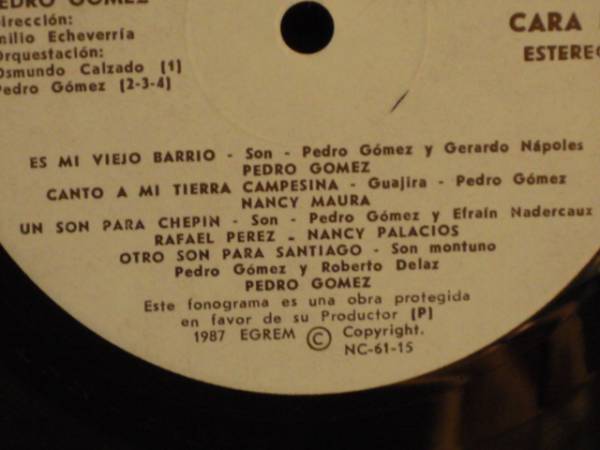 PEDRO GOMEZ
Dirección:
milio Echeverría
Orquestación:
Osmundo Calzado (1)
Pedro Gómez (2-3-4)
CARA
ESTEREO
ES MI VIEJO BARRIO - Son - Pedro Gómez y Gerardo Nápoles
PEDRO GOMEZ
CANTO A MI TIERRA CAMPESINA - Guajira - Pedro Gómez
NANCY MAURA
UN SON PARA CHEPIN - Son - Pedro Gómez y Efraín Nadercaux
RAFAEL PEREZ - NANCY PALACIOS
OTRO SON PARA SANTIAGO - Son montuno
Pedro Gómez y Roberto Delaz
PEDRO GOMEZ
Este fonograma es una obra protegida
en favor de su Productor (P)
1987 EGREM © Copyright.
NC-61-15